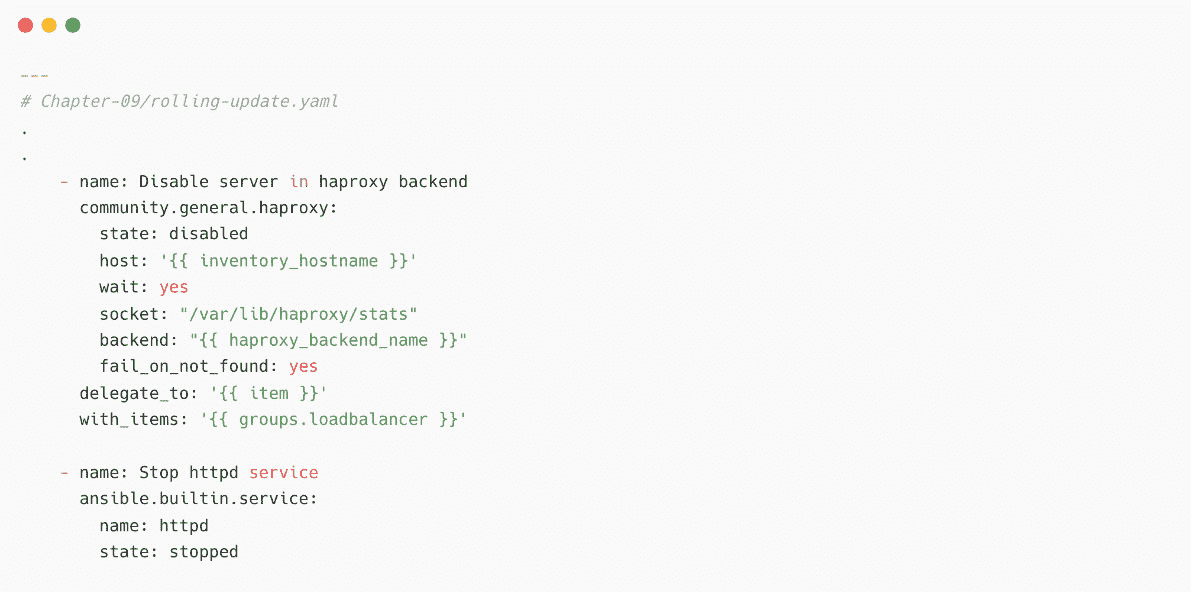 ---
# Chapter-09/rolling-update.yaml
.
.
    - name: Disable server in haproxy backend
      community.general.haproxy:
        state: disabled
        host: '{{ inventory_hostname }}'
        wait: yes
        socket: "/var/lib/haproxy/stats"
        backend: "{{ haproxy_backend_name }}"
        fail_on_not_found: yes
      delegate_to: '{{ item }}'
      with_items: '{{ groups.loadbalancer }}'

    - name: Stop httpd service
      ansible.builtin.service:
        name: httpd
        state: stopped